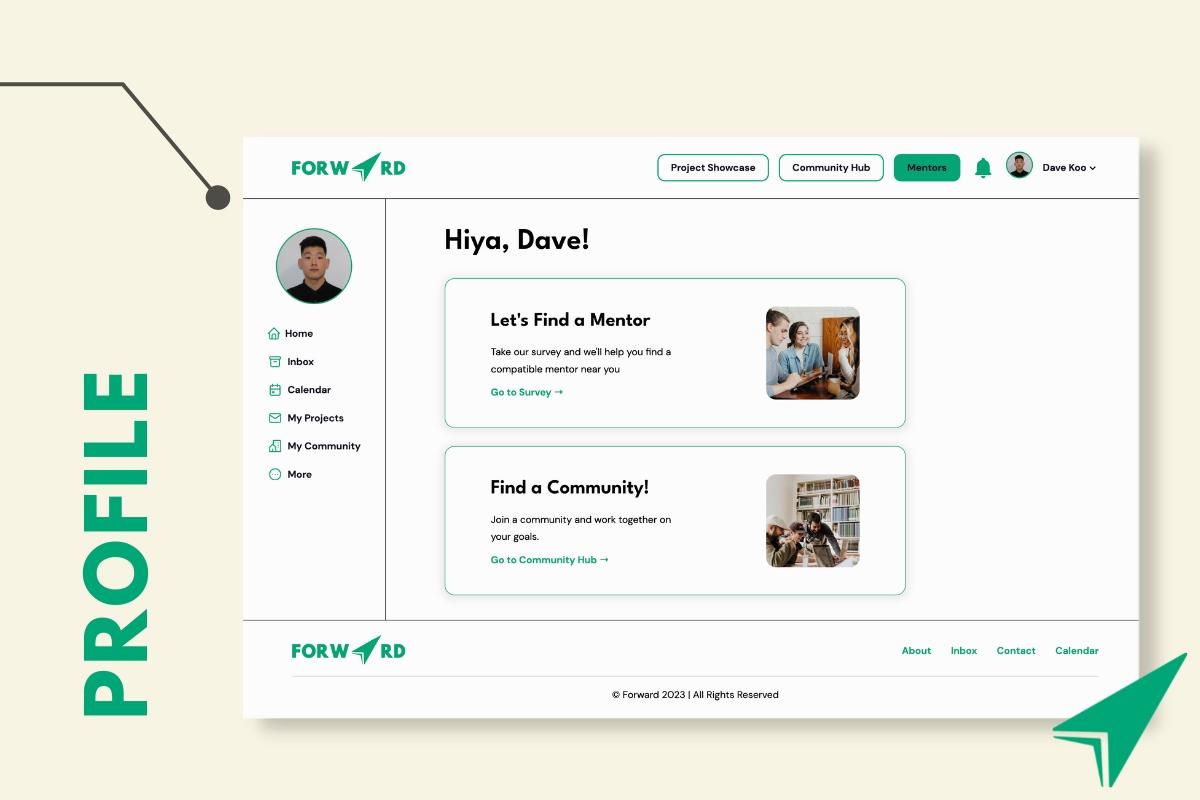 PROFILE
FORWARD
Project Showcase
Community Hub
Mentors
Dave Koo
Home
Inbox
Calendar
My Projects
My Community
More
Hiya, Dave!
Let's Find a Mentor
Take our survey and we'll help you find a
compatible mentor near you
Go to Survey →
Find a Community!
Join a community and work together on
your goals.
Go to Community Hub →
FORWARD
About
Inbox
Contact
Calendar
© Forward 2023 | All Rights Reserved